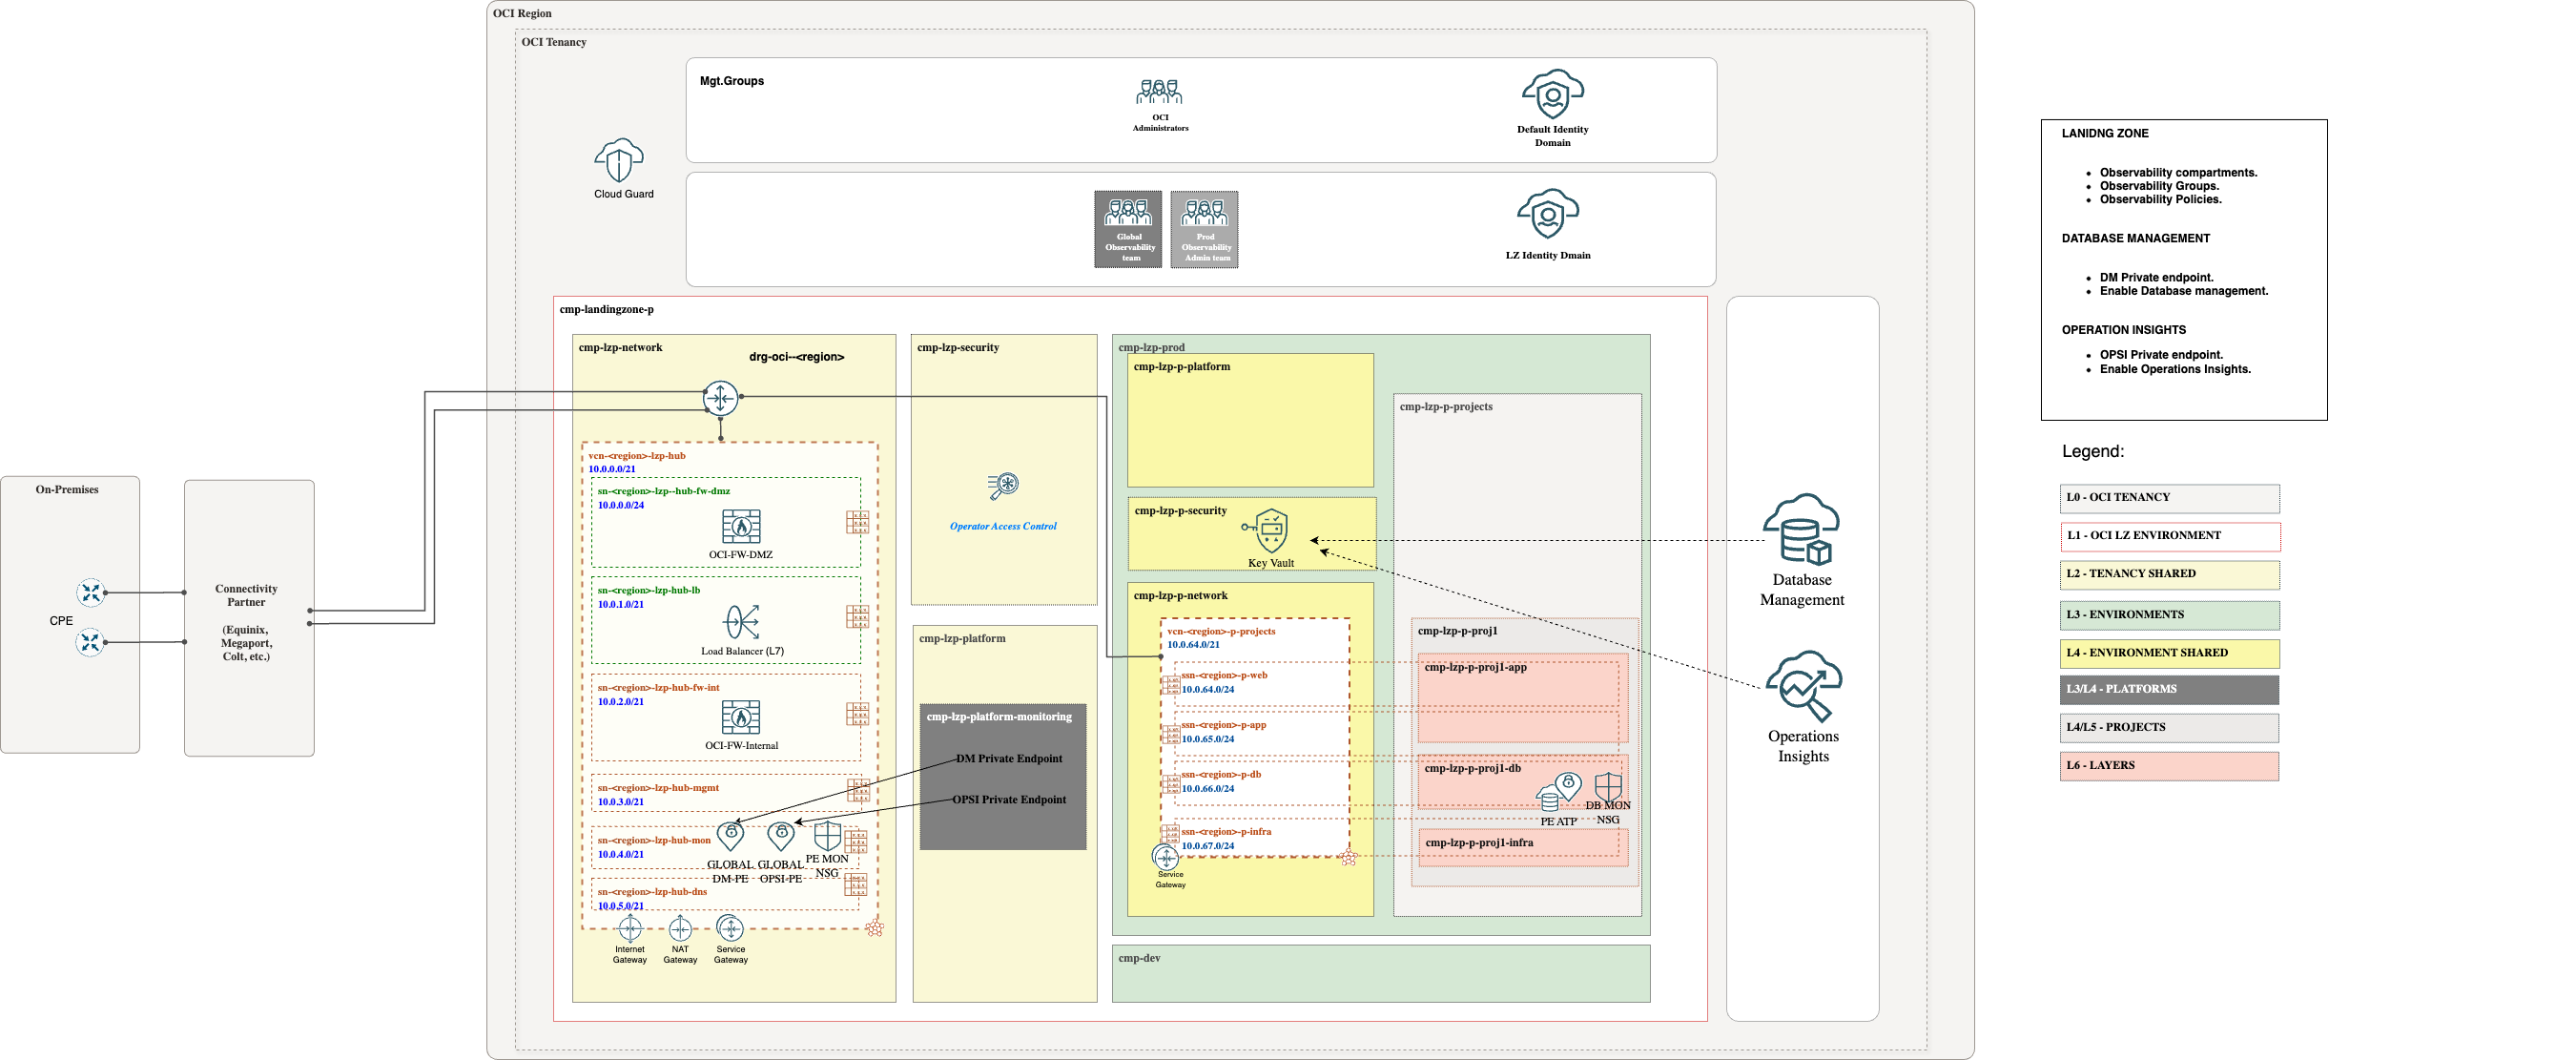 OCI Region
OCI Tenancy
Mgt.Groups
OCI
Administrators
Default Identity
Domain
Cloud Guard
Global
Observability
team
Prod
Observability
Admin team
LZ Identity Dmain
cmp-landingzone-p
cmp-lzp-network
drg-oci--<region>
vcn-<region>-lzp-hub
10.0.0.0/21
sn-<region>-lzp--hub-fw-dmz
10.0.0.0/24
OCI-FW-DMZ
sn-<region>-lzp-hub-lb
10.0.1.0/21
Load Balancer (L7)
sn-<region>-lzp-hub-fw-int
10.0.2.0/21
OCI-FW-Internal
sn-<region>-lzp-hub-mgmt
10.0.3.0/21
sn-<region>-lzp-hub-mon
10.0.4.0/21
GLOBAL
DM-PE
GLOBAL
OPSI-PE
PE MON
NSG
sn-<region>-lzp-hub-dns
10.0.5.0/21
Internet
Gateway
NAT
Gateway
Service
Gateway
cmp-lzp-security
Operator Access Control
cmp-lzp-platform
cmp-lzp-platform-monitoring
DM Private Endpoint
OPSI Private Endpoint
cmp-lzp-prod
cmp-lzp-p-platform
cmp-lzp-p-security
Key Vault
cmp-lzp-p-network
vcn-<region>-p-projects
10.0.64.0/21
ssn-<region>-p-web
10.0.64.0/24
ssn-<region>-p-app
10.0.65.0/24
ssn-<region>-p-db
10.0.66.0/24
ssn-<region>-p-infra
10.0.67.0/24
Service
Gateway
cmp-lzp-p-projects
cmp-lzp-p-proj1
cmp-lzp-p-proj1-app
cmp-lzp-p-proj1-db
PE ATP
DB MON
NSG
cmp-lzp-p-proj1-infra
cmp-dev
Database
Management
Operations
Insights
On-Premises
CPE
Connectivity
Partner
(Equinix,
Megaport,
Colt, etc.)
LANIDNG ZONE
• Observability compartments.
• Observability Groups.
• Observability Policies.
DATABASE MANAGEMENT
• DM Private endpoint.
• Enable Database management.
OPERATION INSIGHTS
• OPSI Private endpoint.
• Enable Operations Insights.
Legend:
L0 - OCI TENANCY
L1 - OCI LZ ENVIRONMENT
L2 - TENANCY SHARED
L3 - ENVIRONMENTS
L4 - ENVIRONMENT SHARED
L3/L4 - PLATFORMS
L4/L5 - PROJECTS
L6 - LAYERS